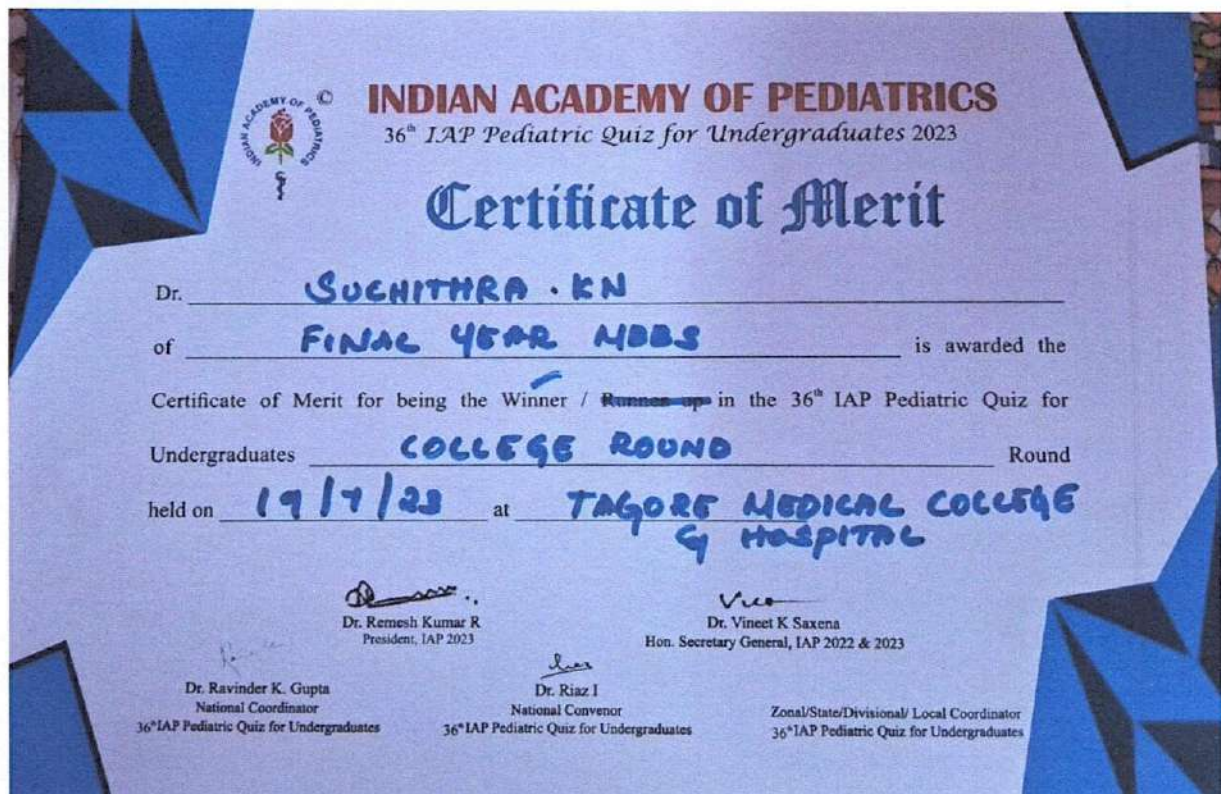 INDIAN ACADEMY OF PEDIATRICS ©
INDIAN ACADEMY OF PEDIATRICS
36th IAP Pediatric Quiz for Undergraduates 2023
Certificate of Merit
Dr. SUCHITHRA . KN
of FINAL YEAR MBBS is awarded the
Certificate of Merit for being the Winner / Runner up in the 36th IAP Pediatric Quiz for
Undergraduates COLLEGE ROUND Round
held on 19/7/23 at TAGORE MEDICAL COLLEGE
& HOSPITAL
Dr. Remesh Kumar R
President, IAP 2023
Dr. Vineet K Saxena
Hon. Secretary General, IAP 2022 & 2023
Dr. Ravinder K. Gupta
National Coordinator
36th IAP Pediatric Quiz for Undergraduates
Dr. Riaz I
National Convenor
36th IAP Pediatric Quiz for Undergraduates
Zonal/State/Divisional/ Local Coordinator
36th IAP Pediatric Quiz for Undergraduates